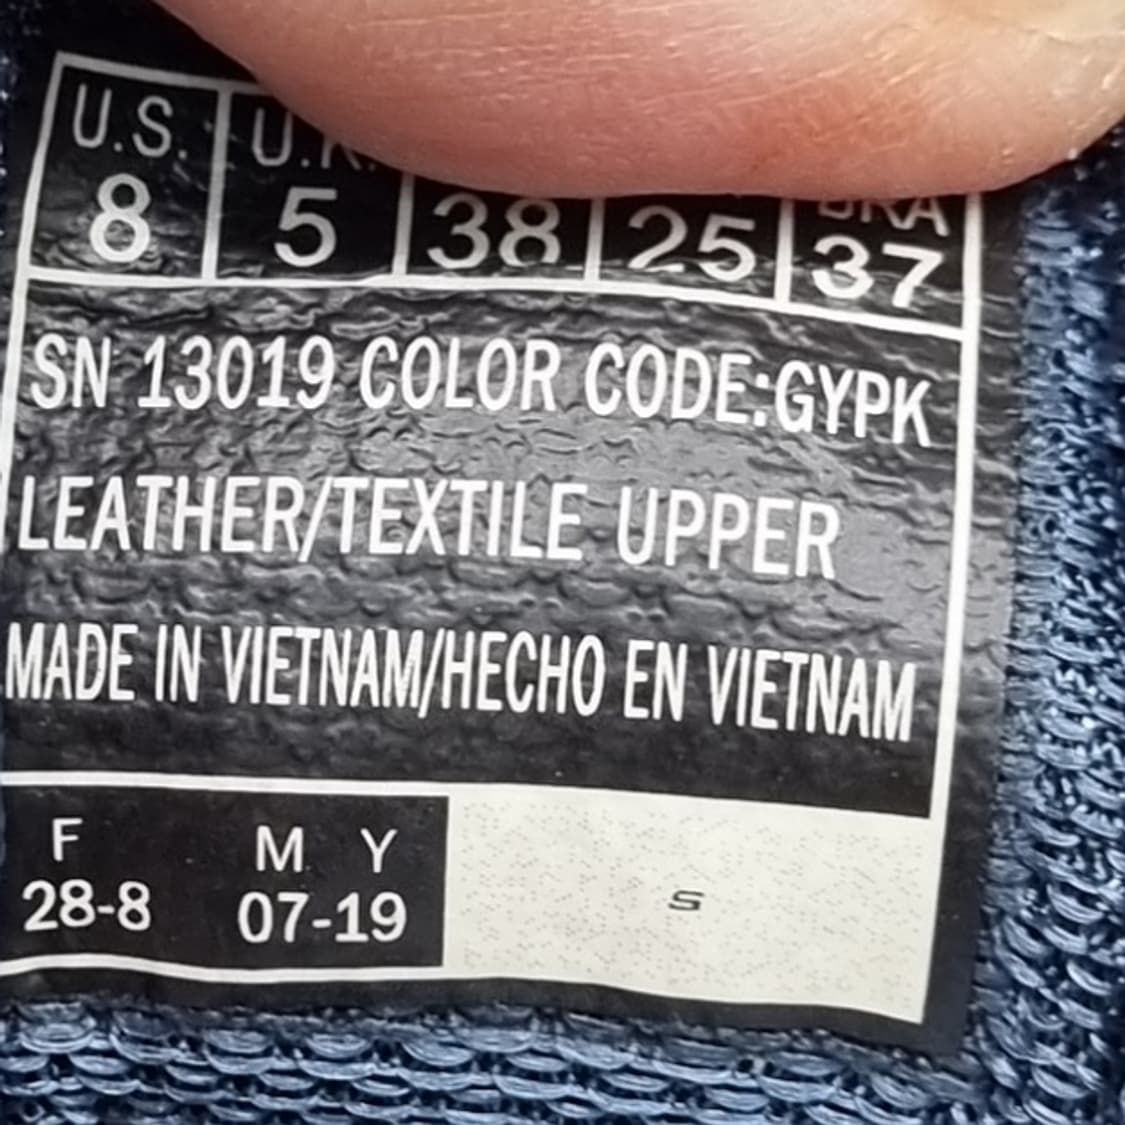 U.S. U.K. BRA
8 5 38 25 37
SN 13019 COLOR CODE:GYPK
LEATHER/TEXTILE UPPER
MADE IN VIETNAM/HECHO EN VIETNAM
F M Y
28-8 07-19
S